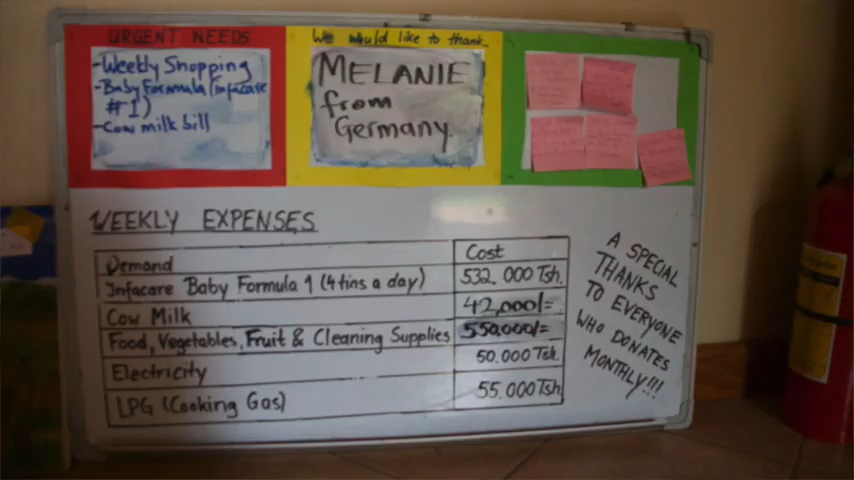 URGENT NEEDS
-Weekly Shopping
-Baby Formula (infacare
#1)
-Cow milk bill
We would like to thank
MELANIE
from
Germany.
WEEKLY EXPENSES
Demand Cost
Infacare Baby Formula 1 (4 tins a day) 532.000 Tsh.
Cow Milk 42,000/=
Food, Vegetables, Fruit & Cleaning Supplies 550,000/=
Electricity 50.000 Tsh.
LPG (Cooking Gas) 55.000 Tsh.
A SPECIAL
THANKS
TO EVERYONE
WHO DONATES
MONTHLY!!!